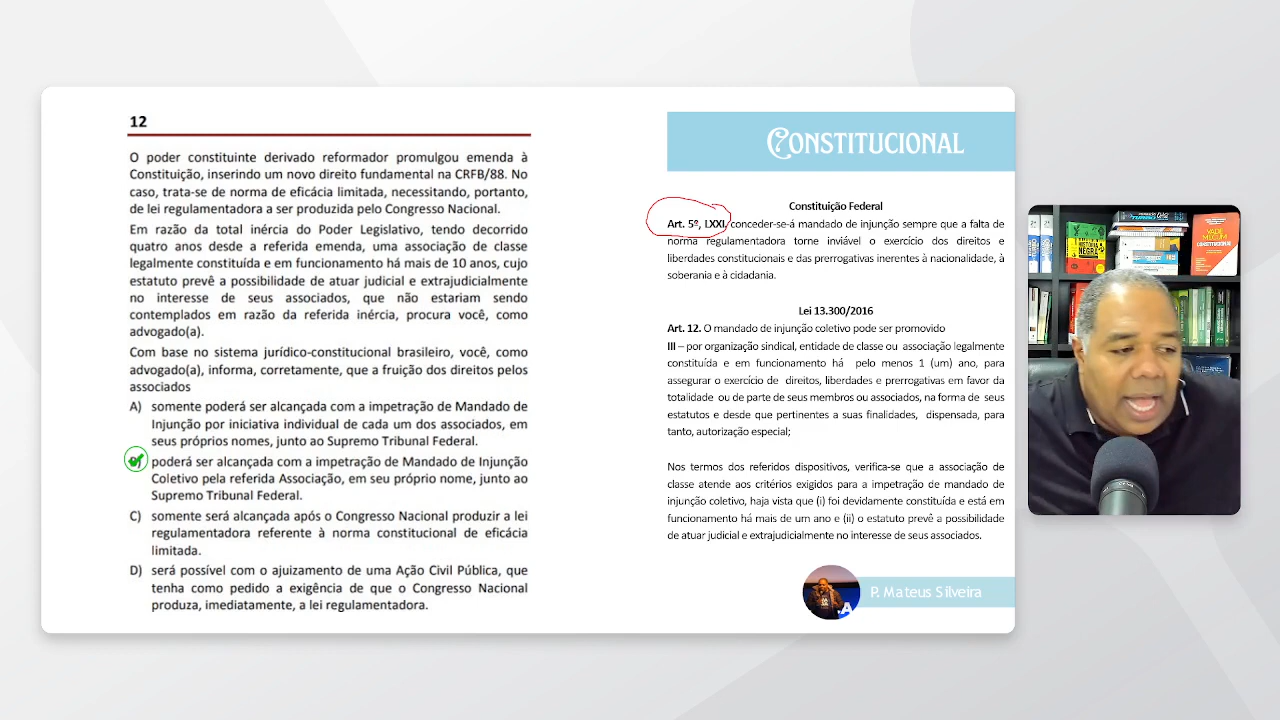 12
O poder constituinte derivado reformador promulgou emenda à
Constituição, inserindo um novo direito fundamental na CRFB/88. No
caso, trata-se de norma de eficácia limitada, necessitando, portanto,
de lei regulamentadora a ser produzida pelo Congresso Nacional.
Em razão da total inércia do Poder Legislativo, tendo decorrido
quatro anos desde a referida emenda, uma associação de classe
legalmente constituída e em funcionamento há mais de 10 anos, cujo
estatuto prevê a possibilidade de atuar judicial e extrajudicialmente
no interesse de seus associados, que não estariam sendo
contemplados em razão da referida inércia, procura você, como
advogado(a).
Com base no sistema jurídico-constitucional brasileiro, você, como
advogado(a), informa, corretamente, que a fruição dos direitos pelos
associados
A) somente poderá ser alcançada com a impetração de Mandado de
Injunção por iniciativa individual de cada um dos associados, em
seus próprios nomes, junto ao Supremo Tribunal Federal.
poderá ser alcançada com a impetração de Mandado de Injunção
Coletivo pela referida Associação, em seu próprio nome, junto ao
Supremo Tribunal Federal.
C) somente será alcançada após o Congresso Nacional produzir a lei
regulamentadora referente à norma constitucional de eficácia
limitada.
D) será possível com o ajuizamento de uma Ação Civil Pública, que
tenha como pedido a exigência de que o Congresso Nacional
produza, imediatamente, a lei regulamentadora.
CONSTITUCIONAL
Constituição Federal
Art. 5º, LXXI, conceder-se-á mandado de injunção sempre que a falta de
norma regulamentadora torne inviável o exercício dos direitos e
liberdades constitucionais e das prerrogativas inerentes à nacionalidade, à
soberania e à cidadania.
Lei 13.300/2016
Art. 12. O mandado de injunção coletivo pode ser promovido
III – por organização sindical, entidade de classe ou associação legalmente
constituída e em funcionamento há pelo menos 1 (um) ano, para
assegurar o exercício de direitos, liberdades e prerrogativas em favor da
totalidade ou de parte de seus membros ou associados, na forma de seus
estatutos e desde que pertinentes a suas finalidades, dispensada, para
tanto, autorização especial;
Nos termos dos referidos dispositivos, verifica-se que a associação de
classe atende aos critérios exigidos para a impetração de mandado de
injunção coletivo, haja vista que (i) foi devidamente constituída e está em
funcionamento há mais de um ano e (ii) o estatuto prevê a possibilidade
de atuar judicial e extrajudicialmente no interesse de seus associados.
P. Mateus Silveira
VADE
MECUM
CONSTITUCIONAL